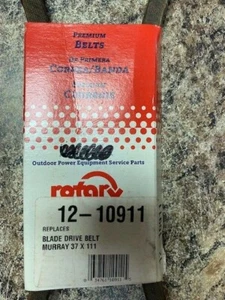 PREMIUM
BELTS
DE PRIMERA
CORREA/BANDA
Outdoor Power Equipment Service Parts
rotary
12-10911
REPLACES
BLADE DRIVE BELT
MURRAY 37 X 111